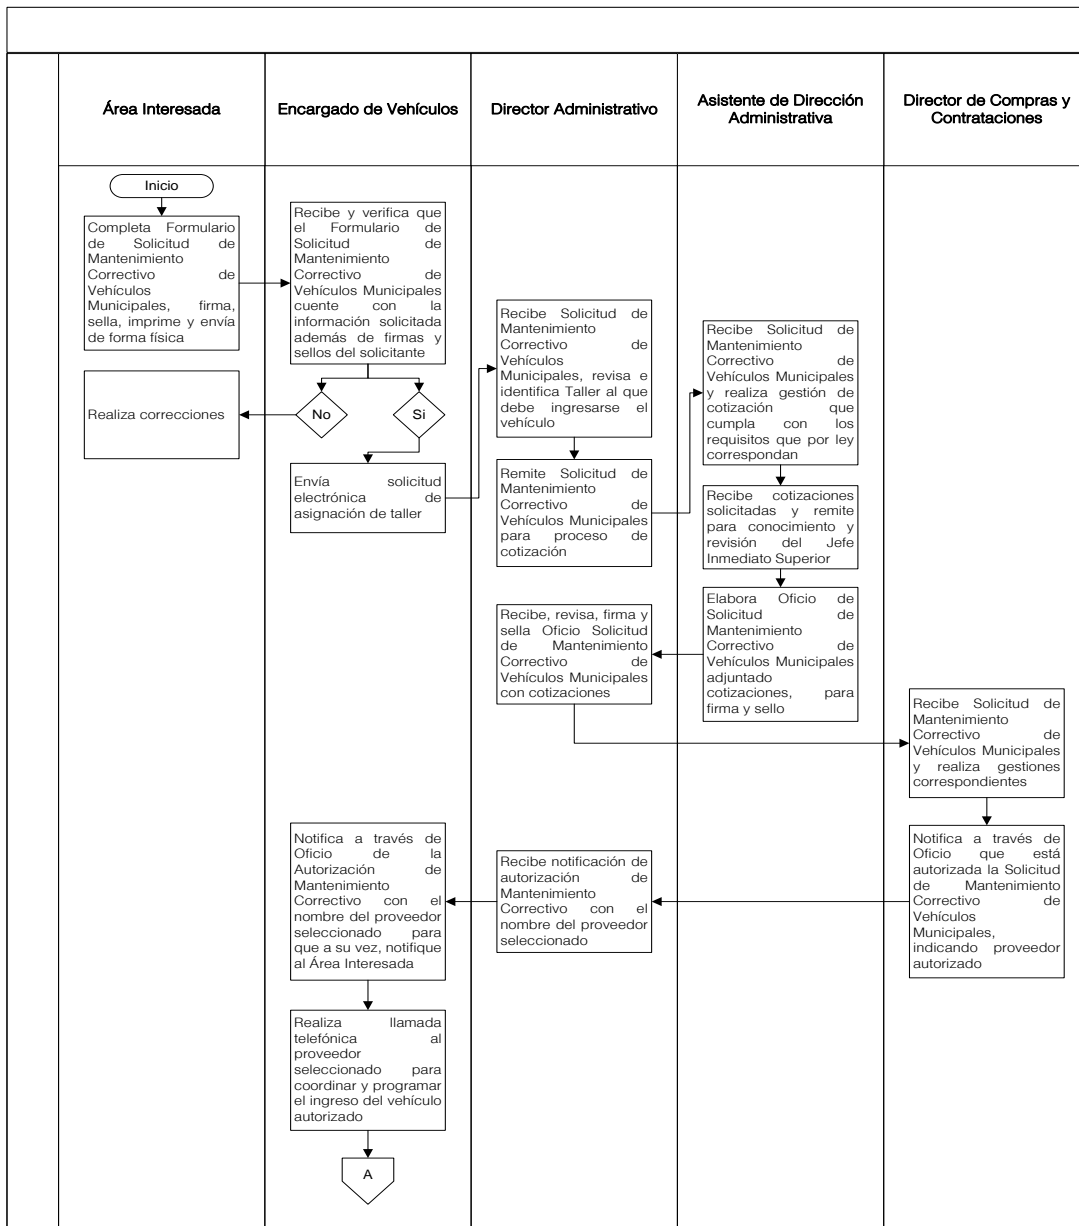 Área Interesada
Encargado de Vehículos
Director Administrativo
Asistente de Dirección
Administrativa
Director de Compras y
Contrataciones
Inicio
Completa Formulario
de Solicitud de
Mantenimiento
Correctivo de
Vehículos
Municipales, firma,
sella, imprime y envía
de forma física
Recibe y verifica que
el Formulario de
Solicitud de
Mantenimiento
Correctivo de
Vehículos Municipales
cuente con la
información solicitada
además de firmas y
sellos del solicitante
No
Si
Realiza correcciones
Envía solicitud
electrónica de
asignación de taller
Recibe Solicitud de
Mantenimiento
Correctivo de
Vehículos
Municipales, revisa e
identifica Taller al que
debe ingresarse el
vehículo
Remite Solicitud de
Mantenimiento
Correctivo de
Vehículos Municipales
para proceso de
cotización
Recibe Solicitud de
Mantenimiento
Correctivo de
Vehículos Municipales
y realiza gestión de
cotización que
cumpla con los
requisitos que por ley
correspondan
Recibe cotizaciones
solicitadas y remite
para conocimiento y
revisión del Jefe
Inmediato Superior
Elabora Oficio de
Solicitud de
Mantenimiento
Correctivo de
Vehículos Municipales
adjuntado
cotizaciones, para
firma y sello
Recibe, revisa, firma y
sella Oficio Solicitud
de Mantenimiento
Correctivo de
Vehículos Municipales
con cotizaciones
Recibe Solicitud de
Mantenimiento
Correctivo de
Vehículos Municipales
y realiza gestiones
correspondientes
Notifica a través de
Oficio que está
autorizada la Solicitud
de Mantenimiento
Correctivo de
Vehículos
Municipales,
indicando proveedor
autorizado
Recibe notificación de
autorización de
Mantenimiento
Correctivo con el
nombre del proveedor
seleccionado
Notifica a través de
Oficio de la
Autorización de
Mantenimiento
Correctivo con el
nombre del proveedor
seleccionado para
que a su vez, notifique
al Área Interesada
Realiza llamada
telefónica al
proveedor
seleccionado para
coordinar y programar
el ingreso del vehículo
autorizado
A